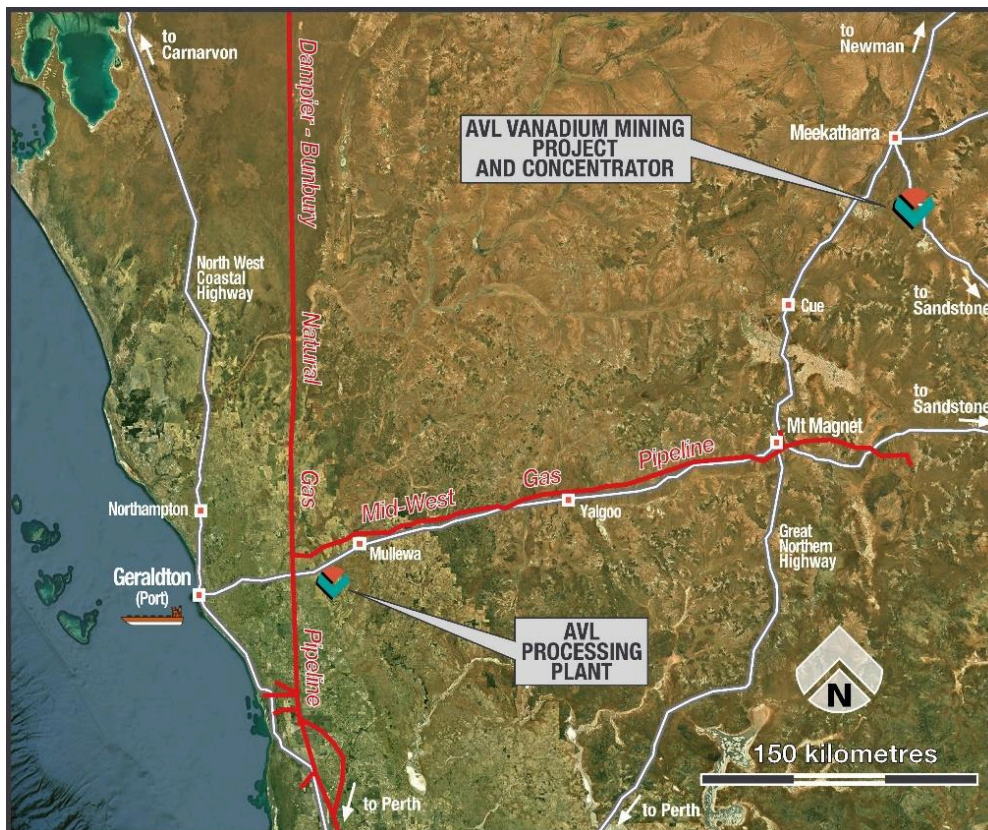 to
Carnarvon
Dampier - Bunbury
Natural
Gas
Pipeline
to
Newman
AVL VANADIUM MINING
PROJECT
AND CONCENTRATOR
Meekatharra
North West
Coastal
Highway
Cue
to
Sandstone
to
Sandstone
Mt Magnet
Mid-West
Gas
Pipeline
Yalgoo
Northampton
Mullewa
Great
Northern
Highway
Geraldton
(Port)
AVL
PROCESSING
PLANT
N
150 kilometres
to Perth
to Perth